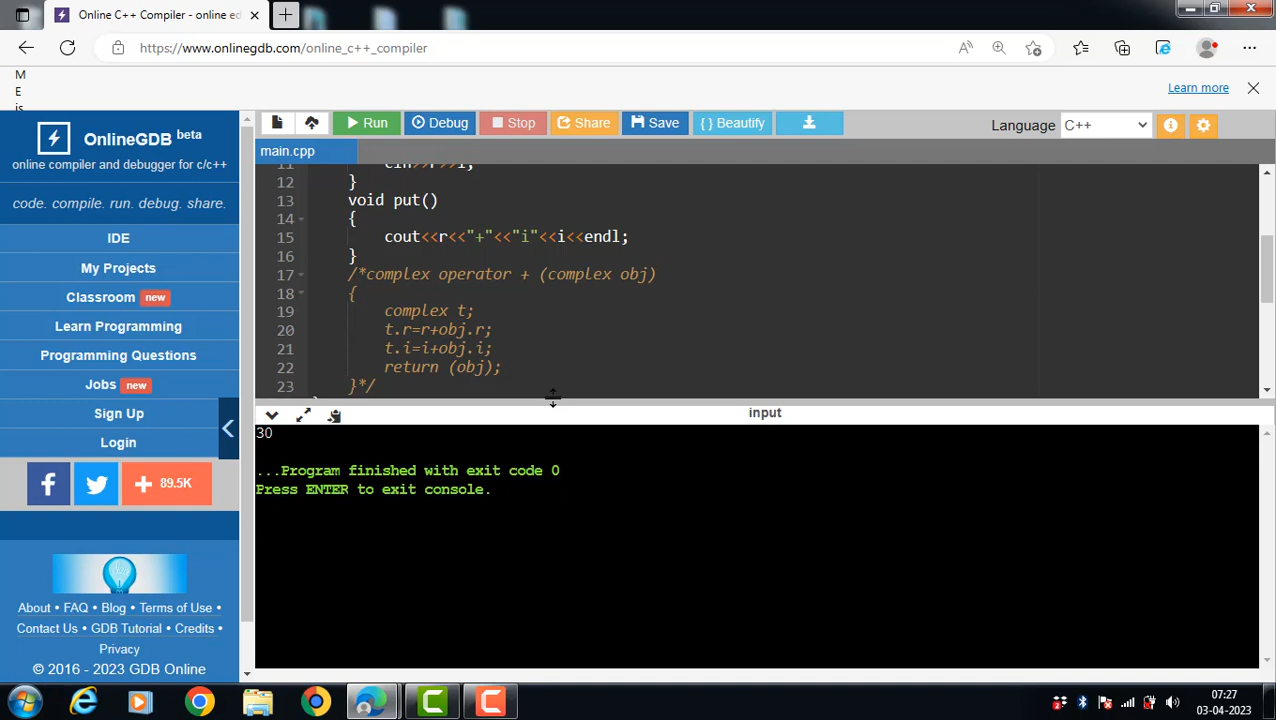 Online C++ Compiler - online ed
https://www.onlinegdb.com/online_c++_compiler
M
E
is
Learn more
OnlineGDB beta
online compiler and debugger for c/c++
code. compile. run. debug. share.
IDE
My Projects
Classroom new
Learn Programming
Programming Questions
Jobs new
Sign Up
Login
89.5K
About • FAQ • Blog • Terms of Use •
Contact Us • GDB Tutorial • Credits •
Privacy
© 2016 - 2023 GDB Online
Run Debug Stop Share Save { } Beautify
Language C++
main.cpp
11 cin>>r>>i;
12 }
13 void put()
14 {
15 cout<<r<<"+"<<"i"<<i<<endl;
16 }
17 /*complex operator + (complex obj)
18 {
19 complex t;
20 t.r=r+obj.r;
21 t.i=i+obj.i;
22 return (obj);
23 }*/
input
30
...Program finished with exit code 0
Press ENTER to exit console.
07:27
03-04-2023